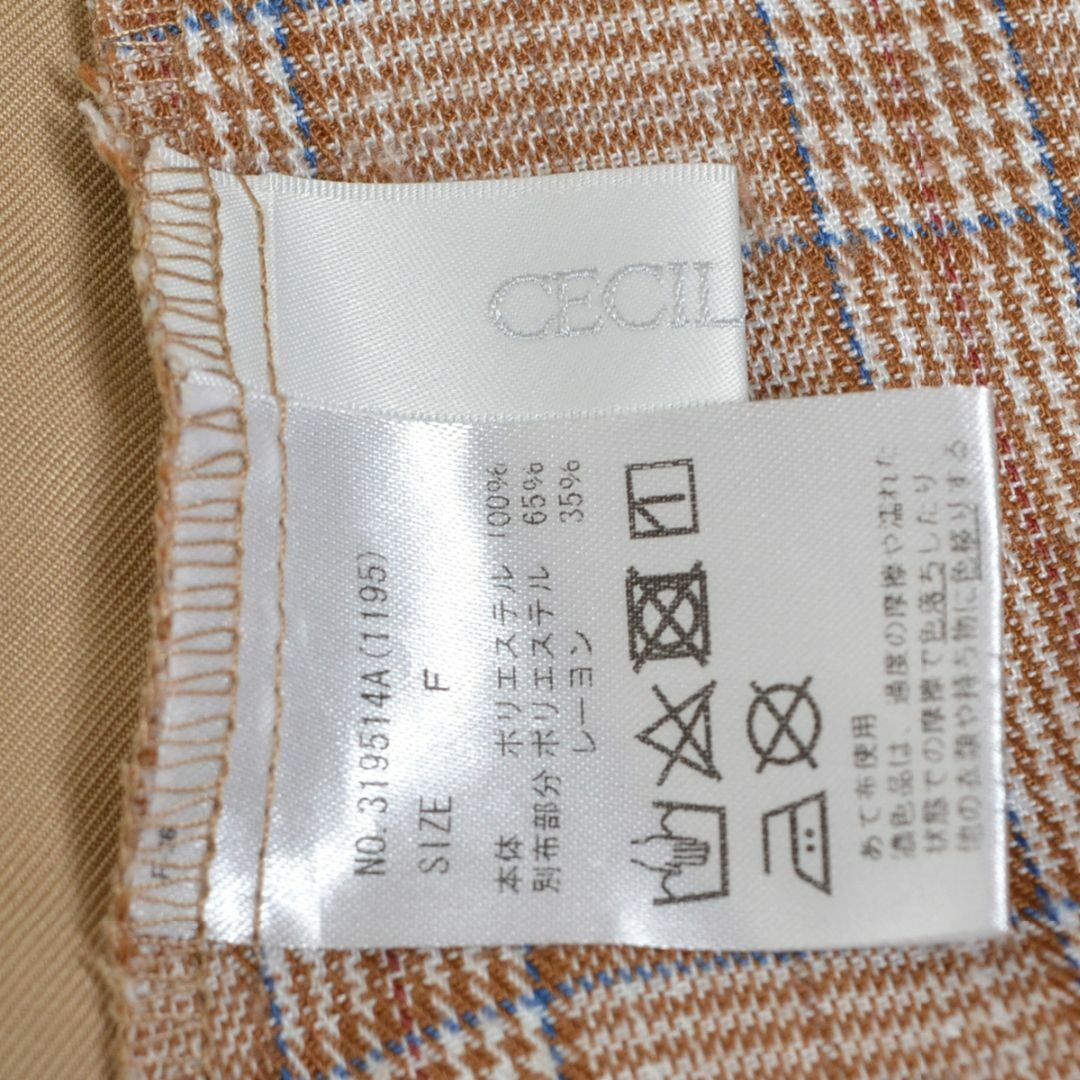 CECIL
NO.319514A(1195)
SIZE F
本体 ポリエステル 100%
別布部分 ポリエステル 65%
レーヨン 35%
あて布使用
濃色品は、過度の摩擦や濡れた
状態での摩擦で色落ちしたり
他の衣類や持ち物に色移りする